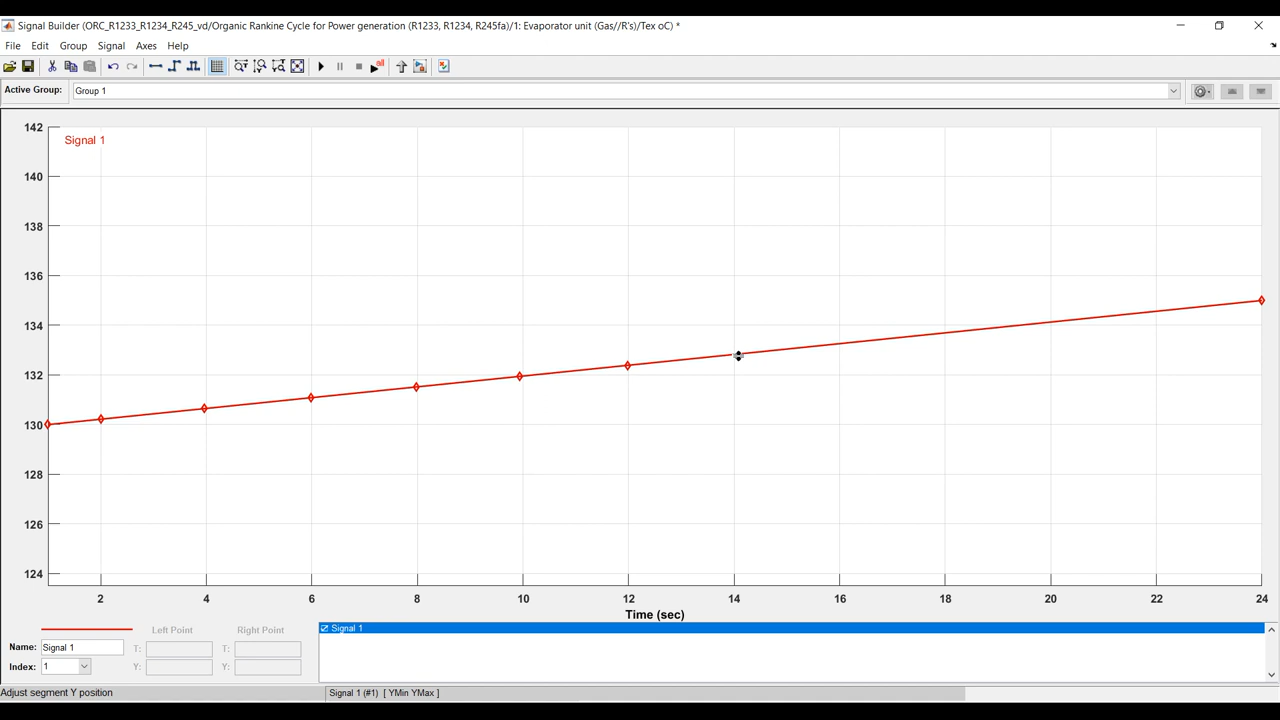 Signal Builder (ORC_R1233_R1234_R245_vd/Organic Rankine Cycle for Power generation (R1233, R1234, R245fa)/1: Evaporator unit (Gas//R's)/Tex oC) *
File Edit Group Signal Axes Help
all
Active Group: Group 1
142
Signal 1
140
138
136
134
132
130
128
126
124
2 4 6 8 10 12 14 16 18 20 22 24
Time (sec)
Left Point Right Point
Signal 1
Name: Signal 1 T: T:
Index: 1 Y: Y:
Adjust segment Y position Signal 1 (#1) [ YMin YMax ]